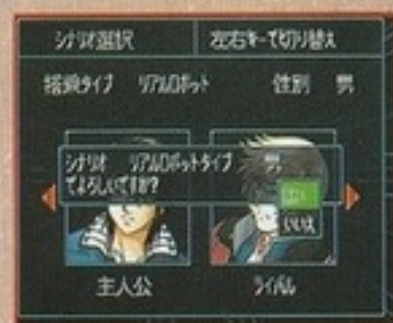 シナリオ選択
左右キーで切り替え
搭乗タイプ リアルロボット 性別 男
シナリオ リアルロボットタイプ 男
でよろしいですか?
はい
いいえ
主人公
ライバル